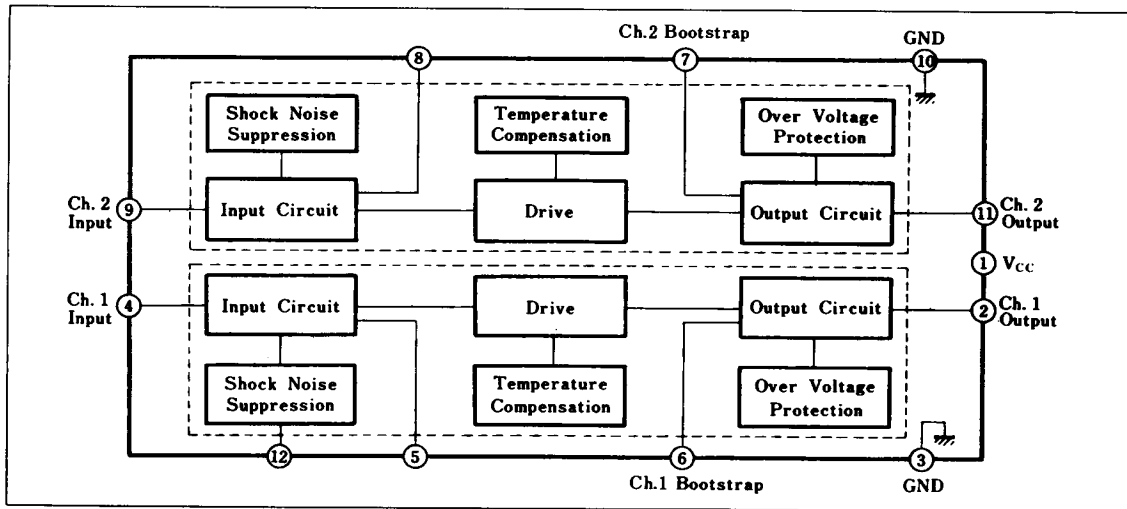 Ch.2 Bootstrap
GND
8
7
10
Shock Noise
Suppression
Temperature
Compensation
Over Voltage
Protection
Ch. 2
Input
9
Input Circuit
Drive
Output Circuit
11
Ch. 2
Output
1
VCC
Ch. 1
Input
4
Input Circuit
Drive
Output Circuit
2
Ch. 1
Output
Shock Noise
Suppression
Temperature
Compensation
Over Voltage
Protection
12
5
6
3
Ch.1 Bootstrap
GND